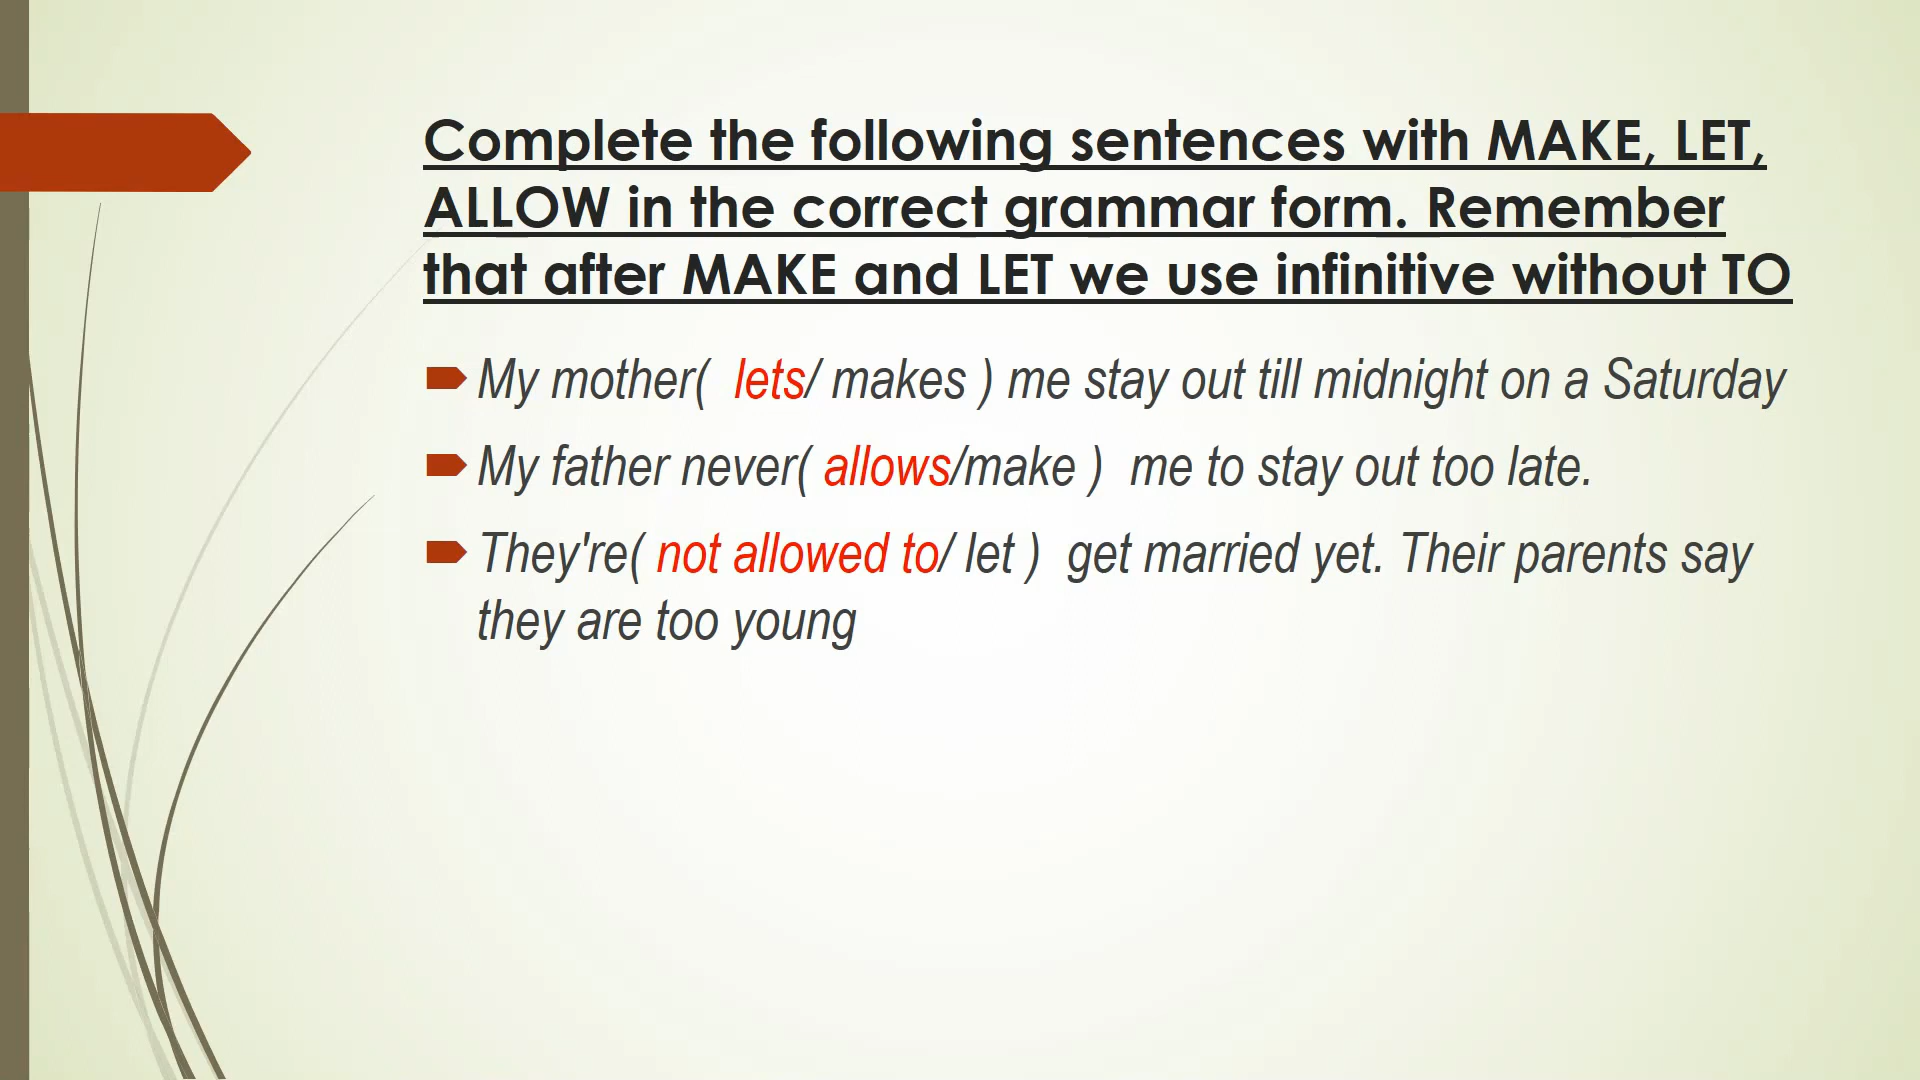 Complete the following sentences with MAKE, LET,
ALLOW in the correct grammar form. Remember
that after MAKE and LET we use infinitive without TO
My mother(  lets/ makes ) me stay out till midnight on a Saturday
My father never( allows/make )  me to stay out too late.
They're( not allowed to/ let )  get married yet. Their parents say
they are too young